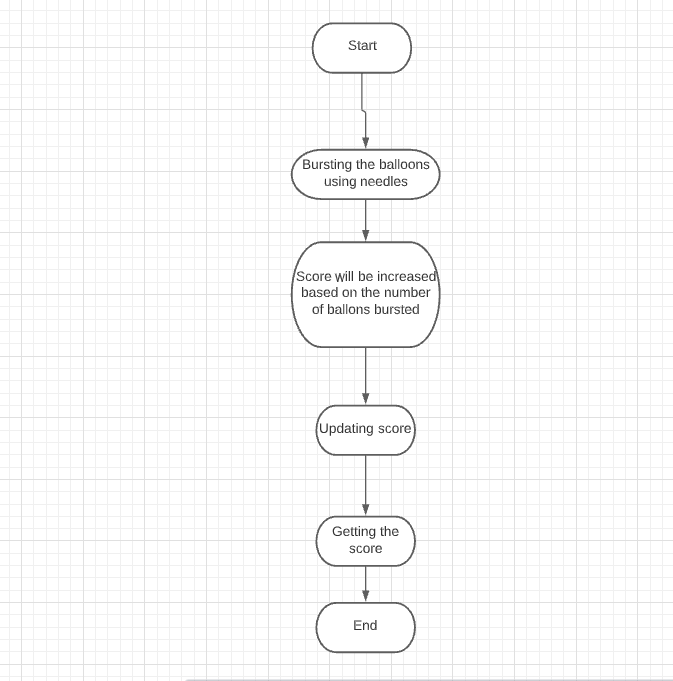 Start
Bursting the balloons
using needles
Score will be increased
based on the number
of ballons bursted
Updating score
Getting the
score
End